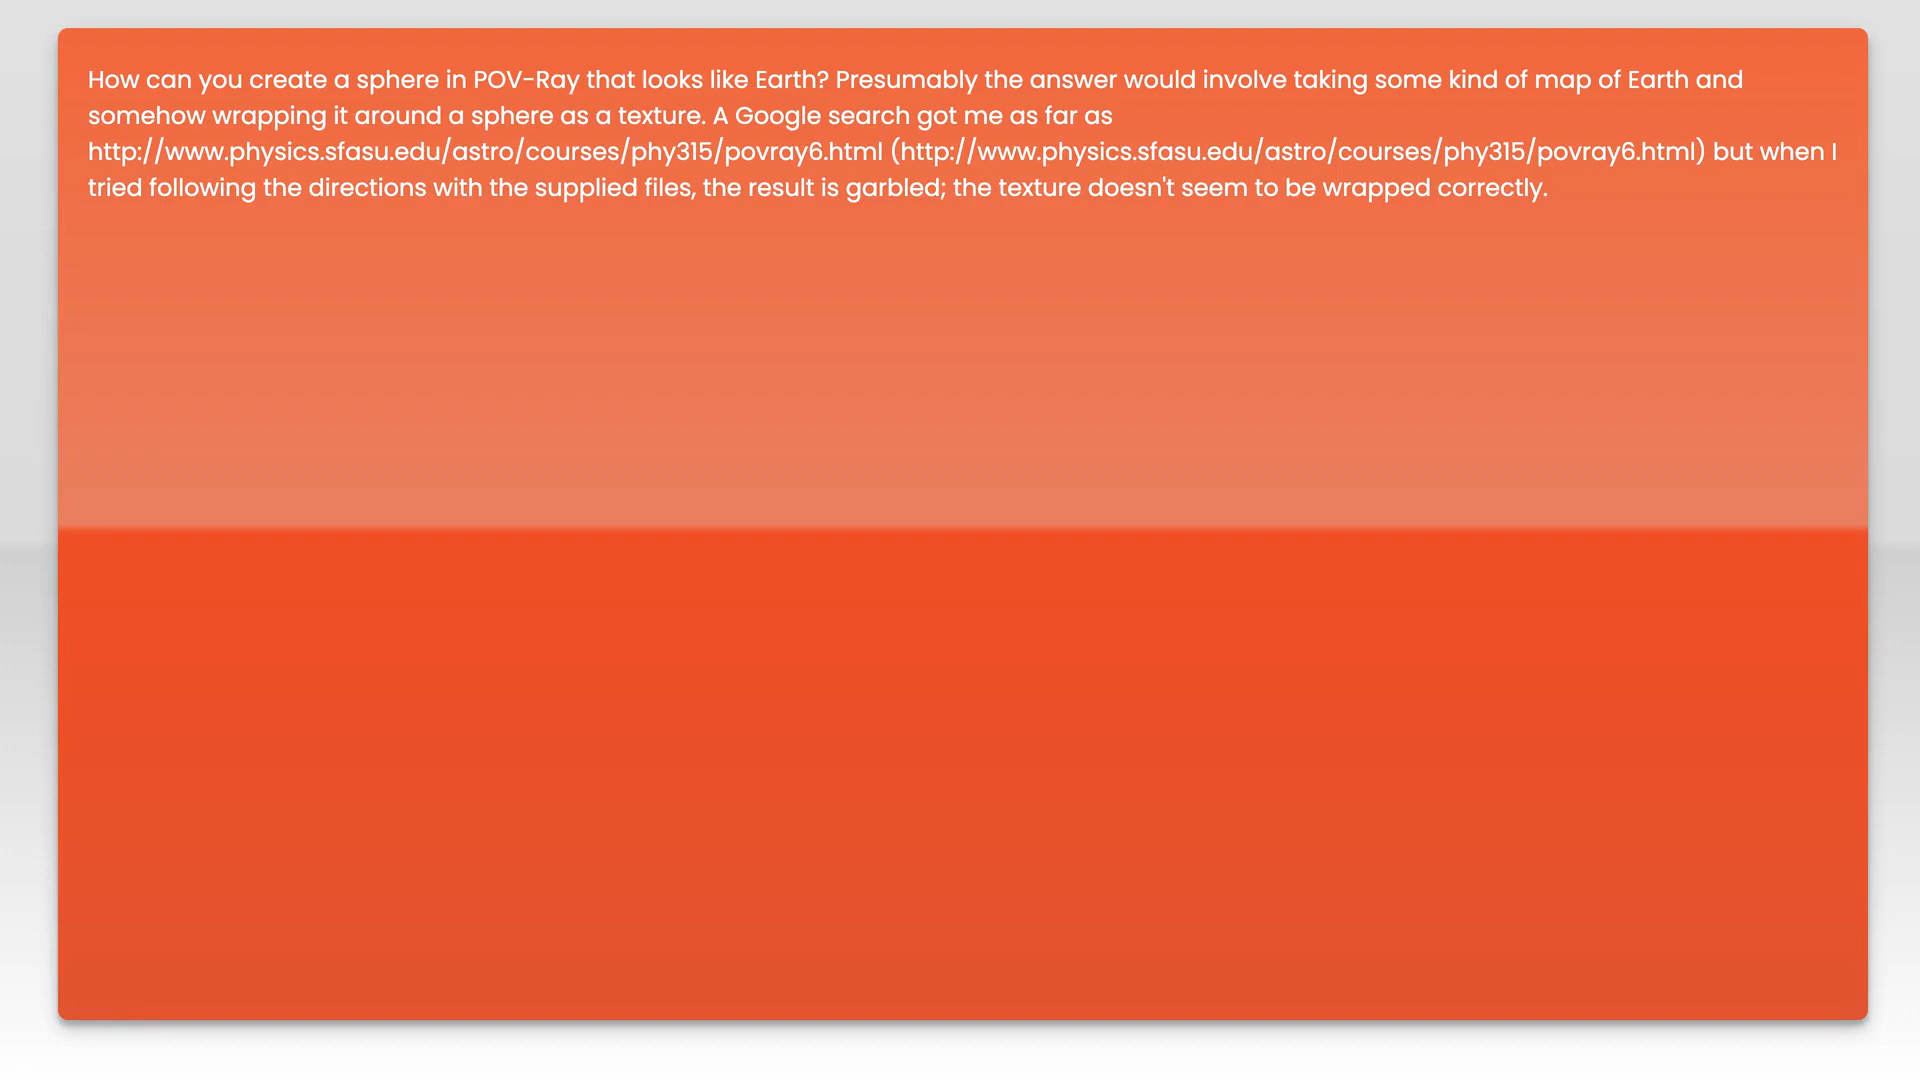 How can you create a sphere in POV-Ray that looks like Earth? Presumably the answer would involve taking some kind of map of Earth and
somehow wrapping it around a sphere as a texture. A Google search got me as far as
http://www.physics.sfasu.edu/astro/courses/phy315/povray6.html (http://www.physics.sfasu.edu/astro/courses/phy315/povray6.html) but when I
tried following the directions with the supplied files, the result is garbled; the texture doesn't seem to be wrapped correctly.